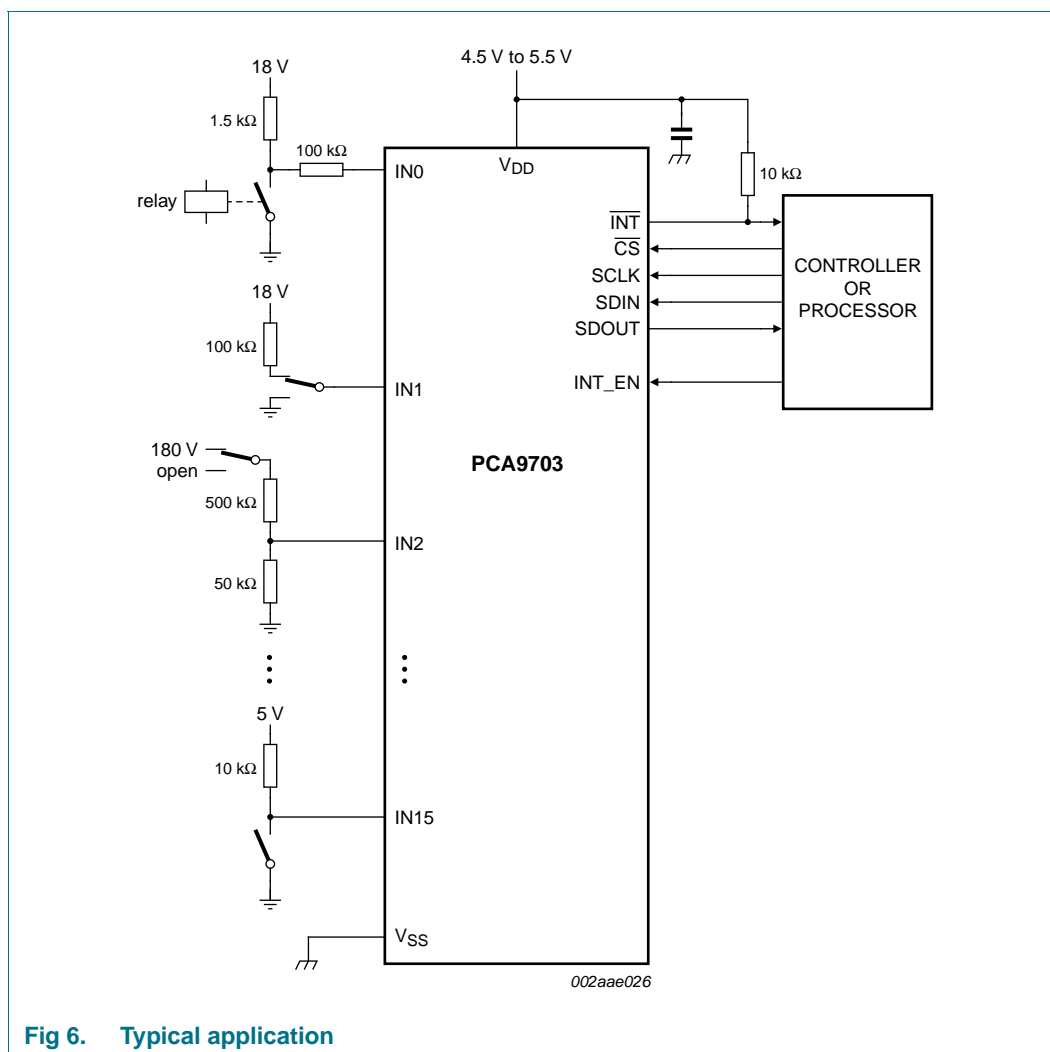 4.5 V to 5.5 V
18 V
1.5 kΩ
100 kΩ
IN0
VDD
10 kΩ
relay
INT
CS
SCLK
SDIN
SDOUT
INT_EN
CONTROLLER
OR
PROCESSOR
18 V
100 kΩ
IN1
180 V
open
PCA9703
500 kΩ
IN2
50 kΩ
5 V
10 kΩ
IN15
VSS
002aae026
Fig 6. Typical application